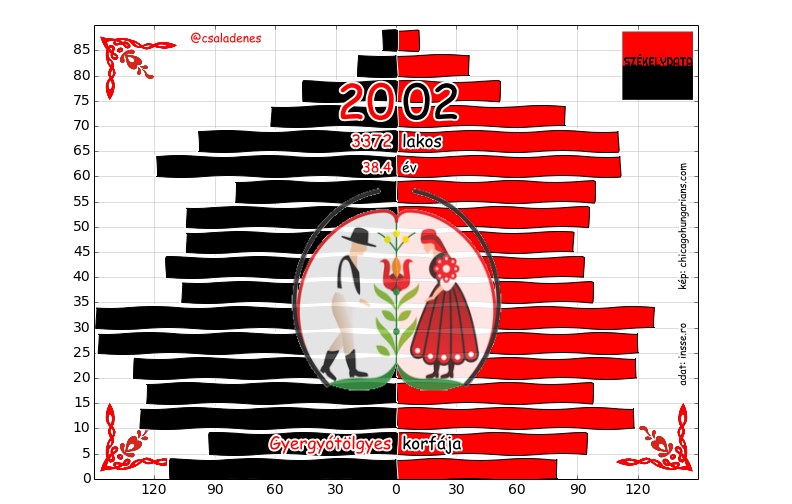 @csaladenes
SZÉKELYDATA
2002
3372 lakos
38.4 év
kép: chicagohungarians.com
adat: insse.ro
Gyergyótölgyes korfája
85
80
75
70
65
60
55
50
45
40
35
30
25
20
15
10
5
0
120 90 60 30 0 30 60 90 120